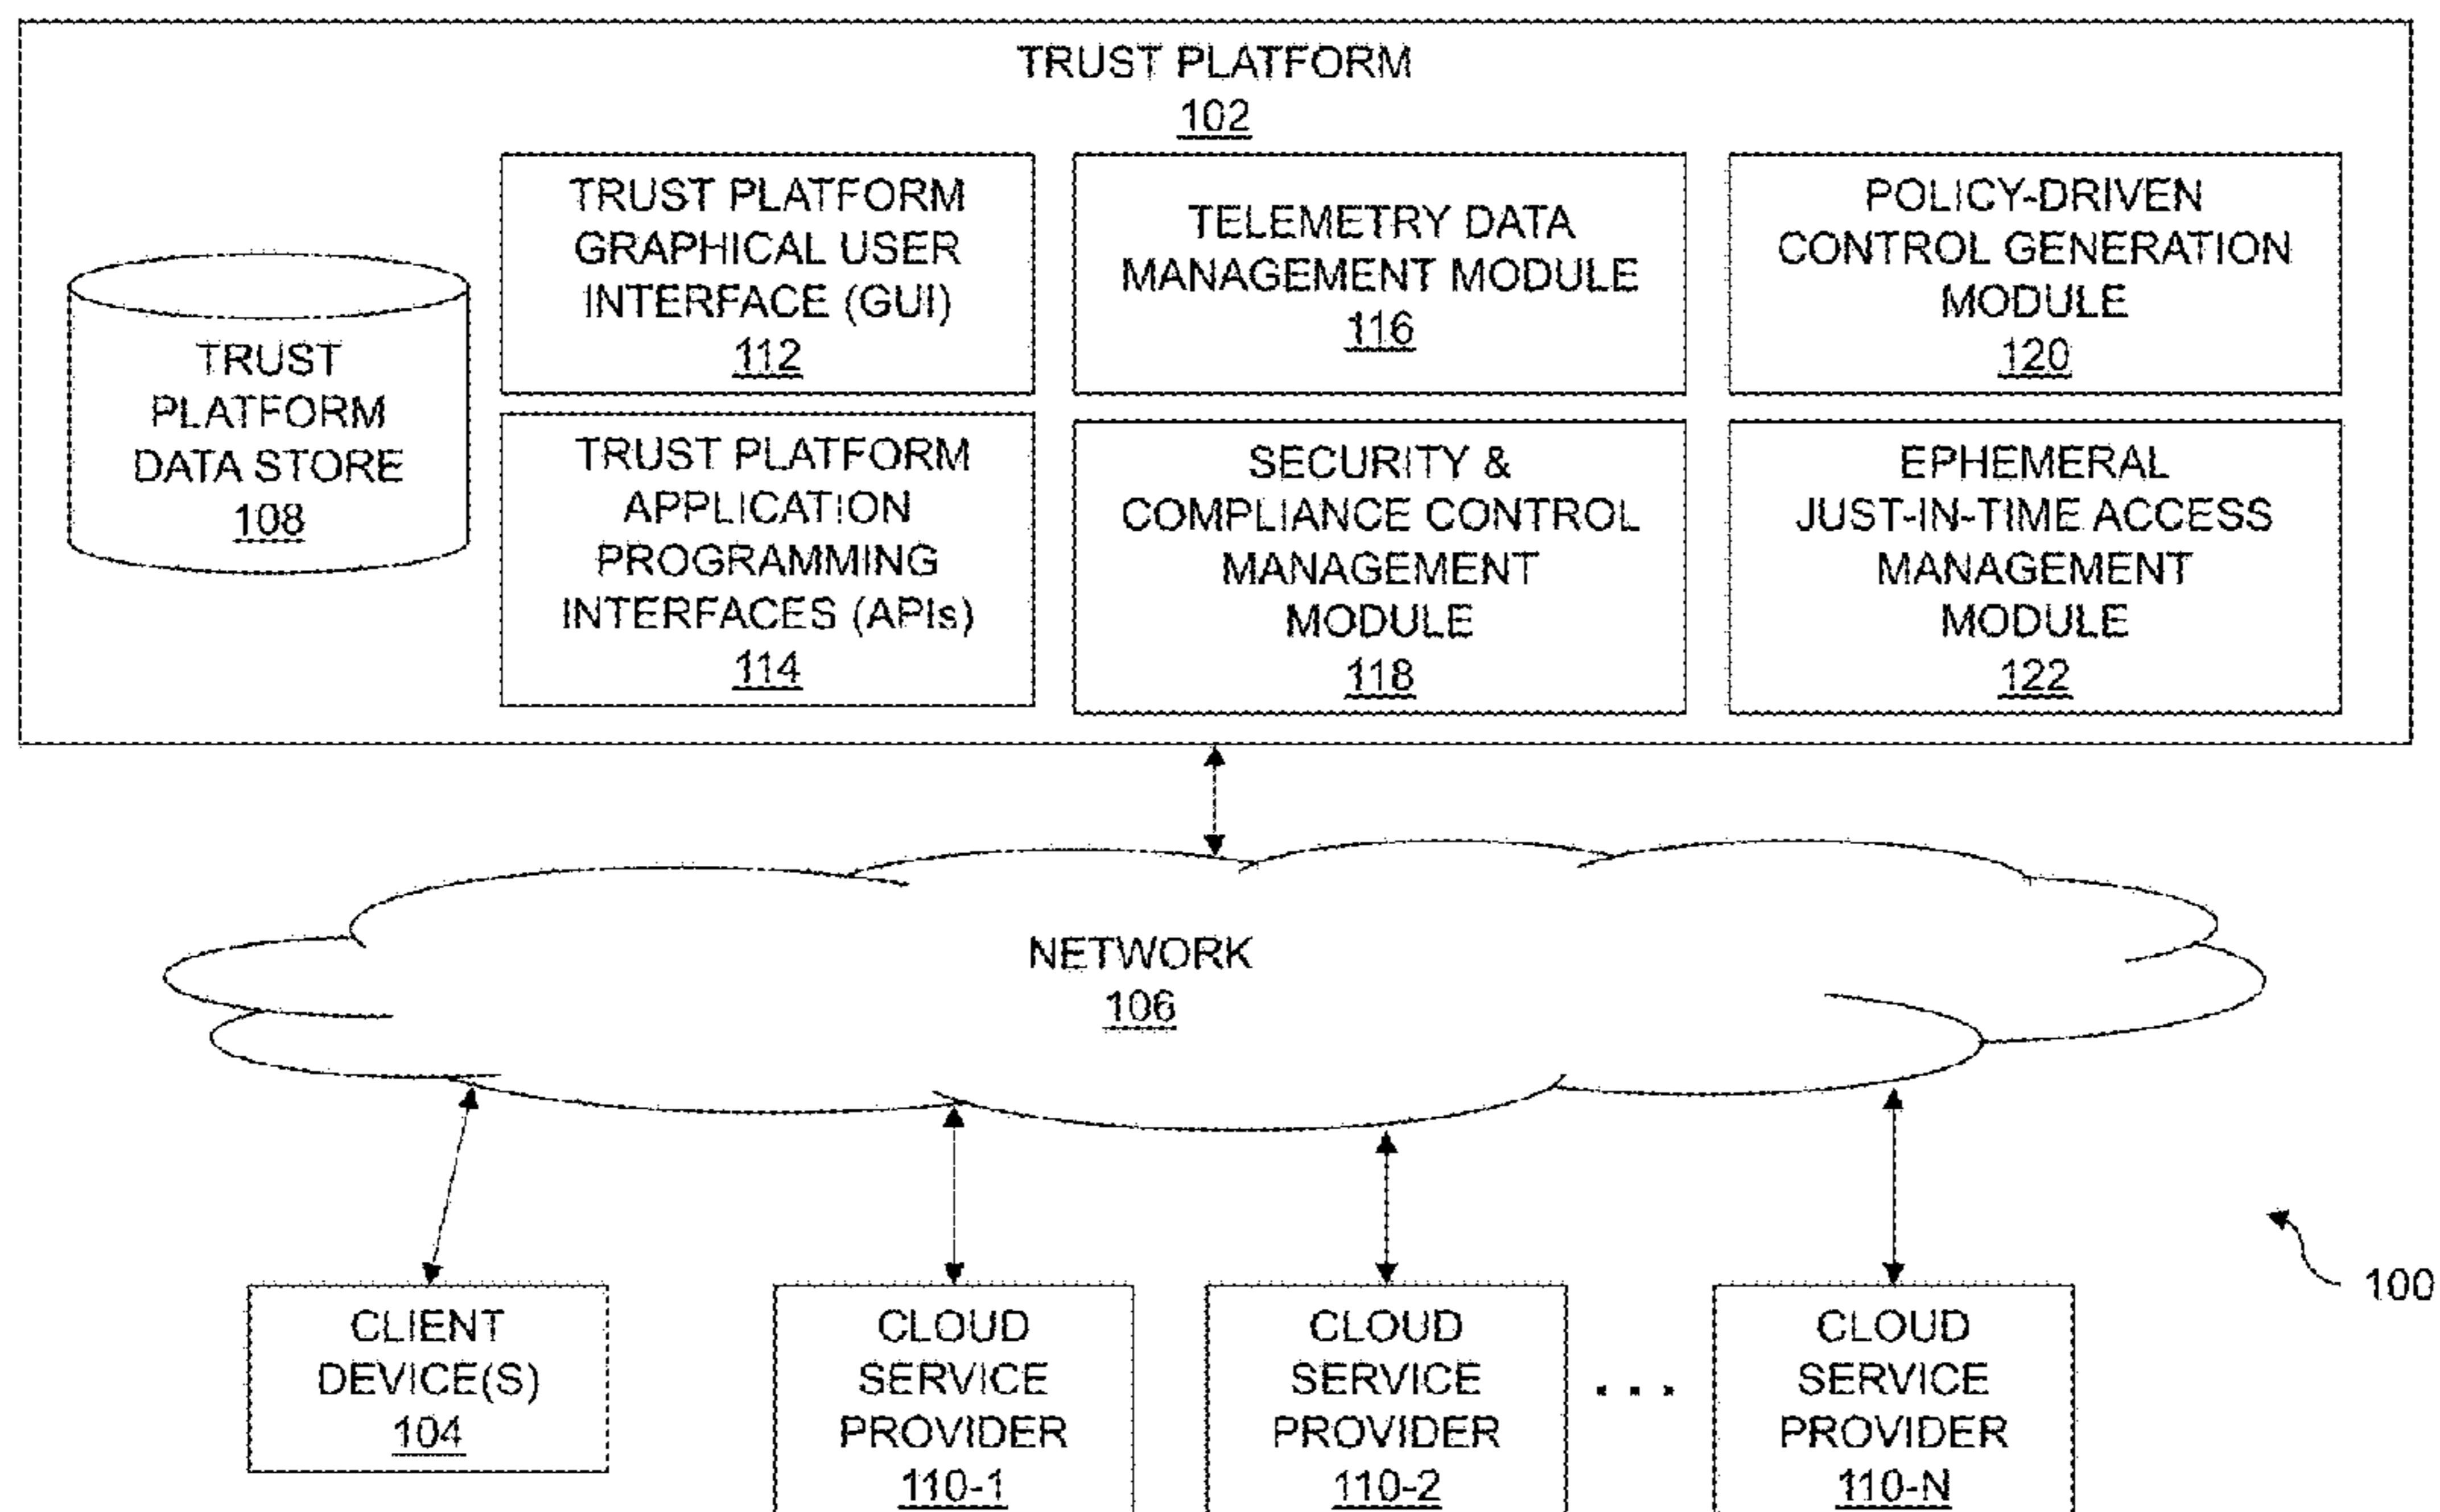 TRUST PLATFORM
102
TRUST
PLATFORM
DATA STORE
108
TRUST PLATFORM
GRAPHICAL USER
INTERFACE (GUI)
112
TRUST PLATFORM
APPLICATION
PROGRAMMING
INTERFACES (APIs)
114
TELEMETRY DATA
MANAGEMENT MODULE
116
SECURITY &
COMPLIANCE CONTROL
MANAGEMENT
MODULE
118
POLICY-DRIVEN
CONTROL GENERATION
MODULE
120
EPHEMERAL
JUST-IN-TIME ACCESS
MANAGEMENT
MODULE
122
NETWORK
106
CLIENT
DEVICE(S)
104
CLOUD
SERVICE
PROVIDER
110-1
CLOUD
SERVICE
PROVIDER
110-2
. . .
CLOUD
SERVICE
PROVIDER
110-N
100